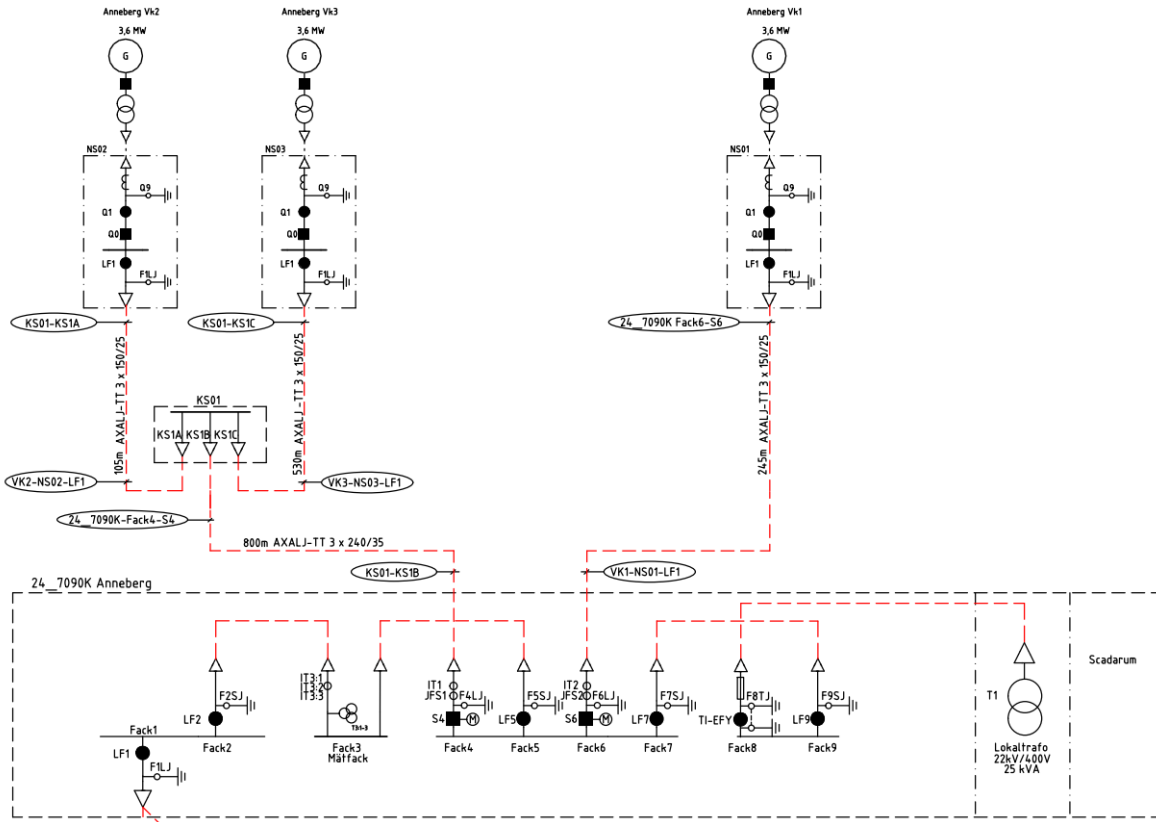 Anneberg Vk2
3,6 MW
G
Anneberg Vk3
3,6 MW
G
Anneberg Vk1
3,6 MW
G
NS02
Q9
Q1
Q0
LF1
F1LJ
NS03
Q9
Q1
Q0
LF1
F1LJ
NS01
Q9
Q1
Q0
LF1
F1LJ
KS01-KS1A
KS01-KS1C
24__7090K Fack6-S6
105m AXALJ-TT 3 x 150/25
530m AXALJ-TT 3 x 150/25
245m AXALJ-TT 3 x 150/25
KS01
KS1A
KS1B
KS1C
VK2-NS02-LF1
VK3-NS03-LF1
24__7090K-Fack4-S4
800m AXALJ-TT 3 x 240/35
KS01-KS1B
VK1-NS01-LF1
24__7090K Anneberg
Fack1
LF1
F1LJ
F2SJ
LF2
Fack2
IT3:1
IT3:2
IT3:3
T31-3
Fack3
Mätfack
IT1
JFS1
F4LJ
S4
M
Fack4
F5SJ
LF5
Fack5
IT2
JFS2
F6LJ
S6
M
Fack6
F7SJ
LF7
Fack7
F8TJ
TI-EFY
Fack8
F9SJ
LF9
Fack9
T1
Lokaltrafo
22kV/400V
25 kVA
Scadarum